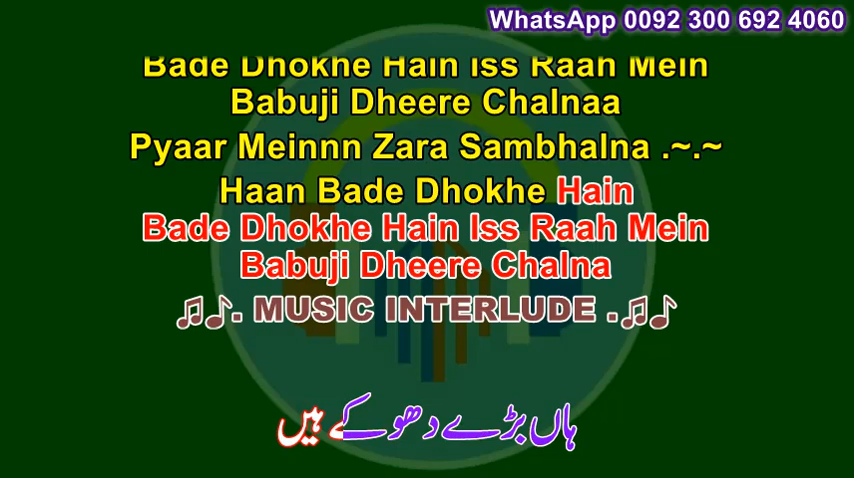 WhatsApp 0092 300 692 4060
Bade Dhokhe Hain Iss Raah Mein
Babuji Dheere Chalnaa
Pyaar Meinnn Zara Sambhalna .~.~
Haan Bade Dhokhe Hain
Bade Dhokhe Hain Iss Raah Mein
Babuji Dheere Chalna
♫♪. MUSIC INTERLUDE .♫♪
ہاں بڑے دھوکے ہیں